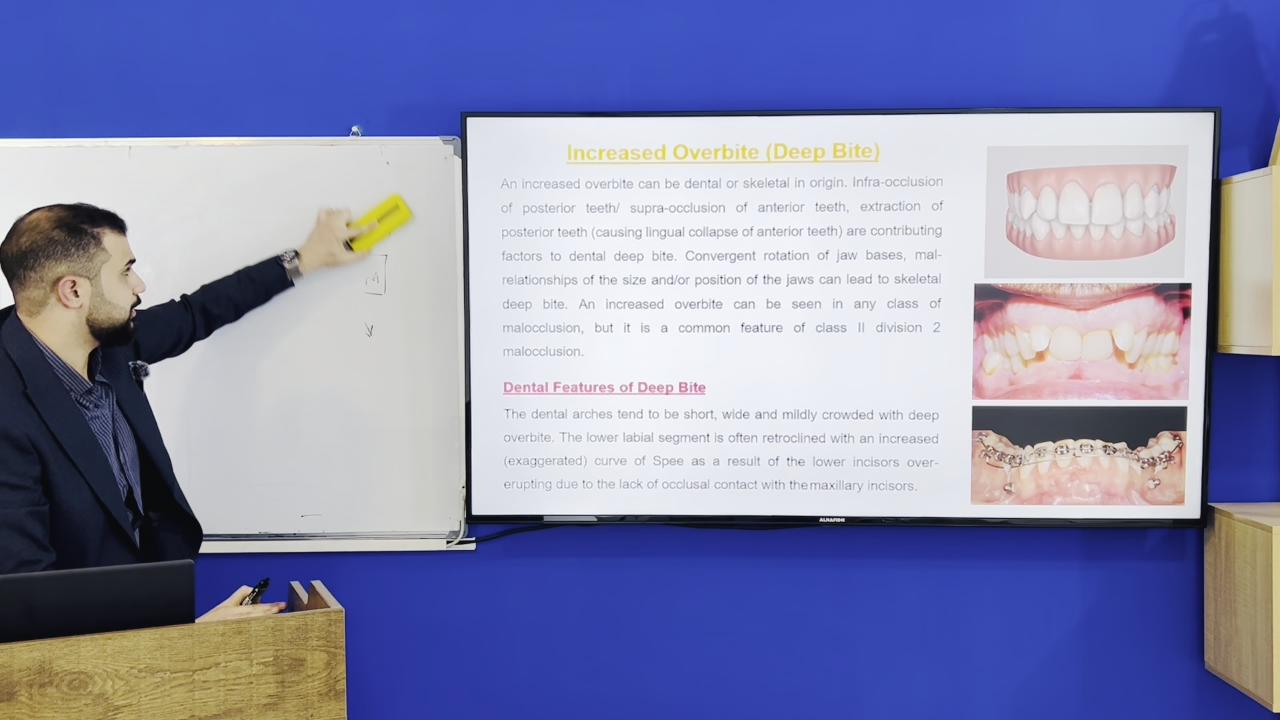 Increased Overbite (Deep Bite)
An increased overbite can be dental or skeletal in origin. Infra-occlusion
of posterior teeth/ supra-occlusion of anterior teeth, extraction of
posterior teeth (causing lingual collapse of anterior teeth) are contributing
factors to dental deep bite. Convergent rotation of jaw bases, mal-
relationships of the size and/or position of the jaws can lead to skeletal
deep bite. An increased overbite can be seen in any class of
malocclusion, but it is a common feature of class II division 2
malocclusion.
Dental Features of Deep Bite
The dental arches tend to be short, wide and mildly crowded with deep
overbite. The lower labial segment is often retroclined with an increased
(exaggerated) curve of Spee as a result of the lower incisors over-
erupting due to the lack of occlusal contact with the maxillary incisors.
ALHAFIDH